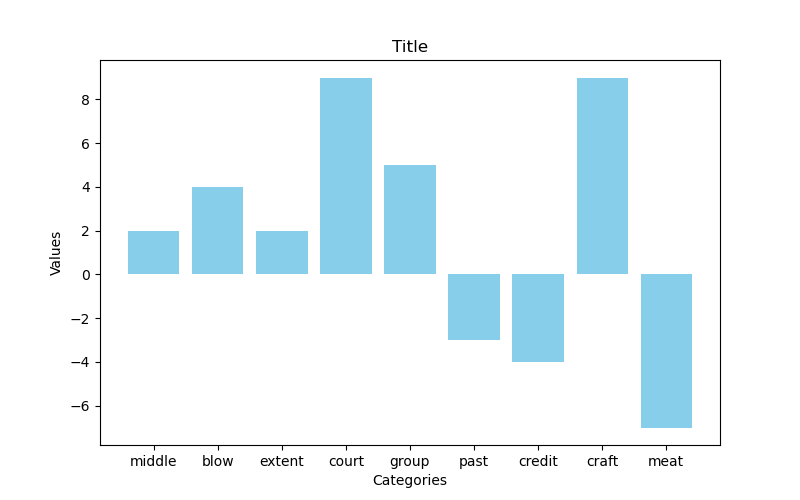 Title
8
6
4
2
0
−2
−4
−6
Values
middle blow extent court group past credit craft meat
Categories